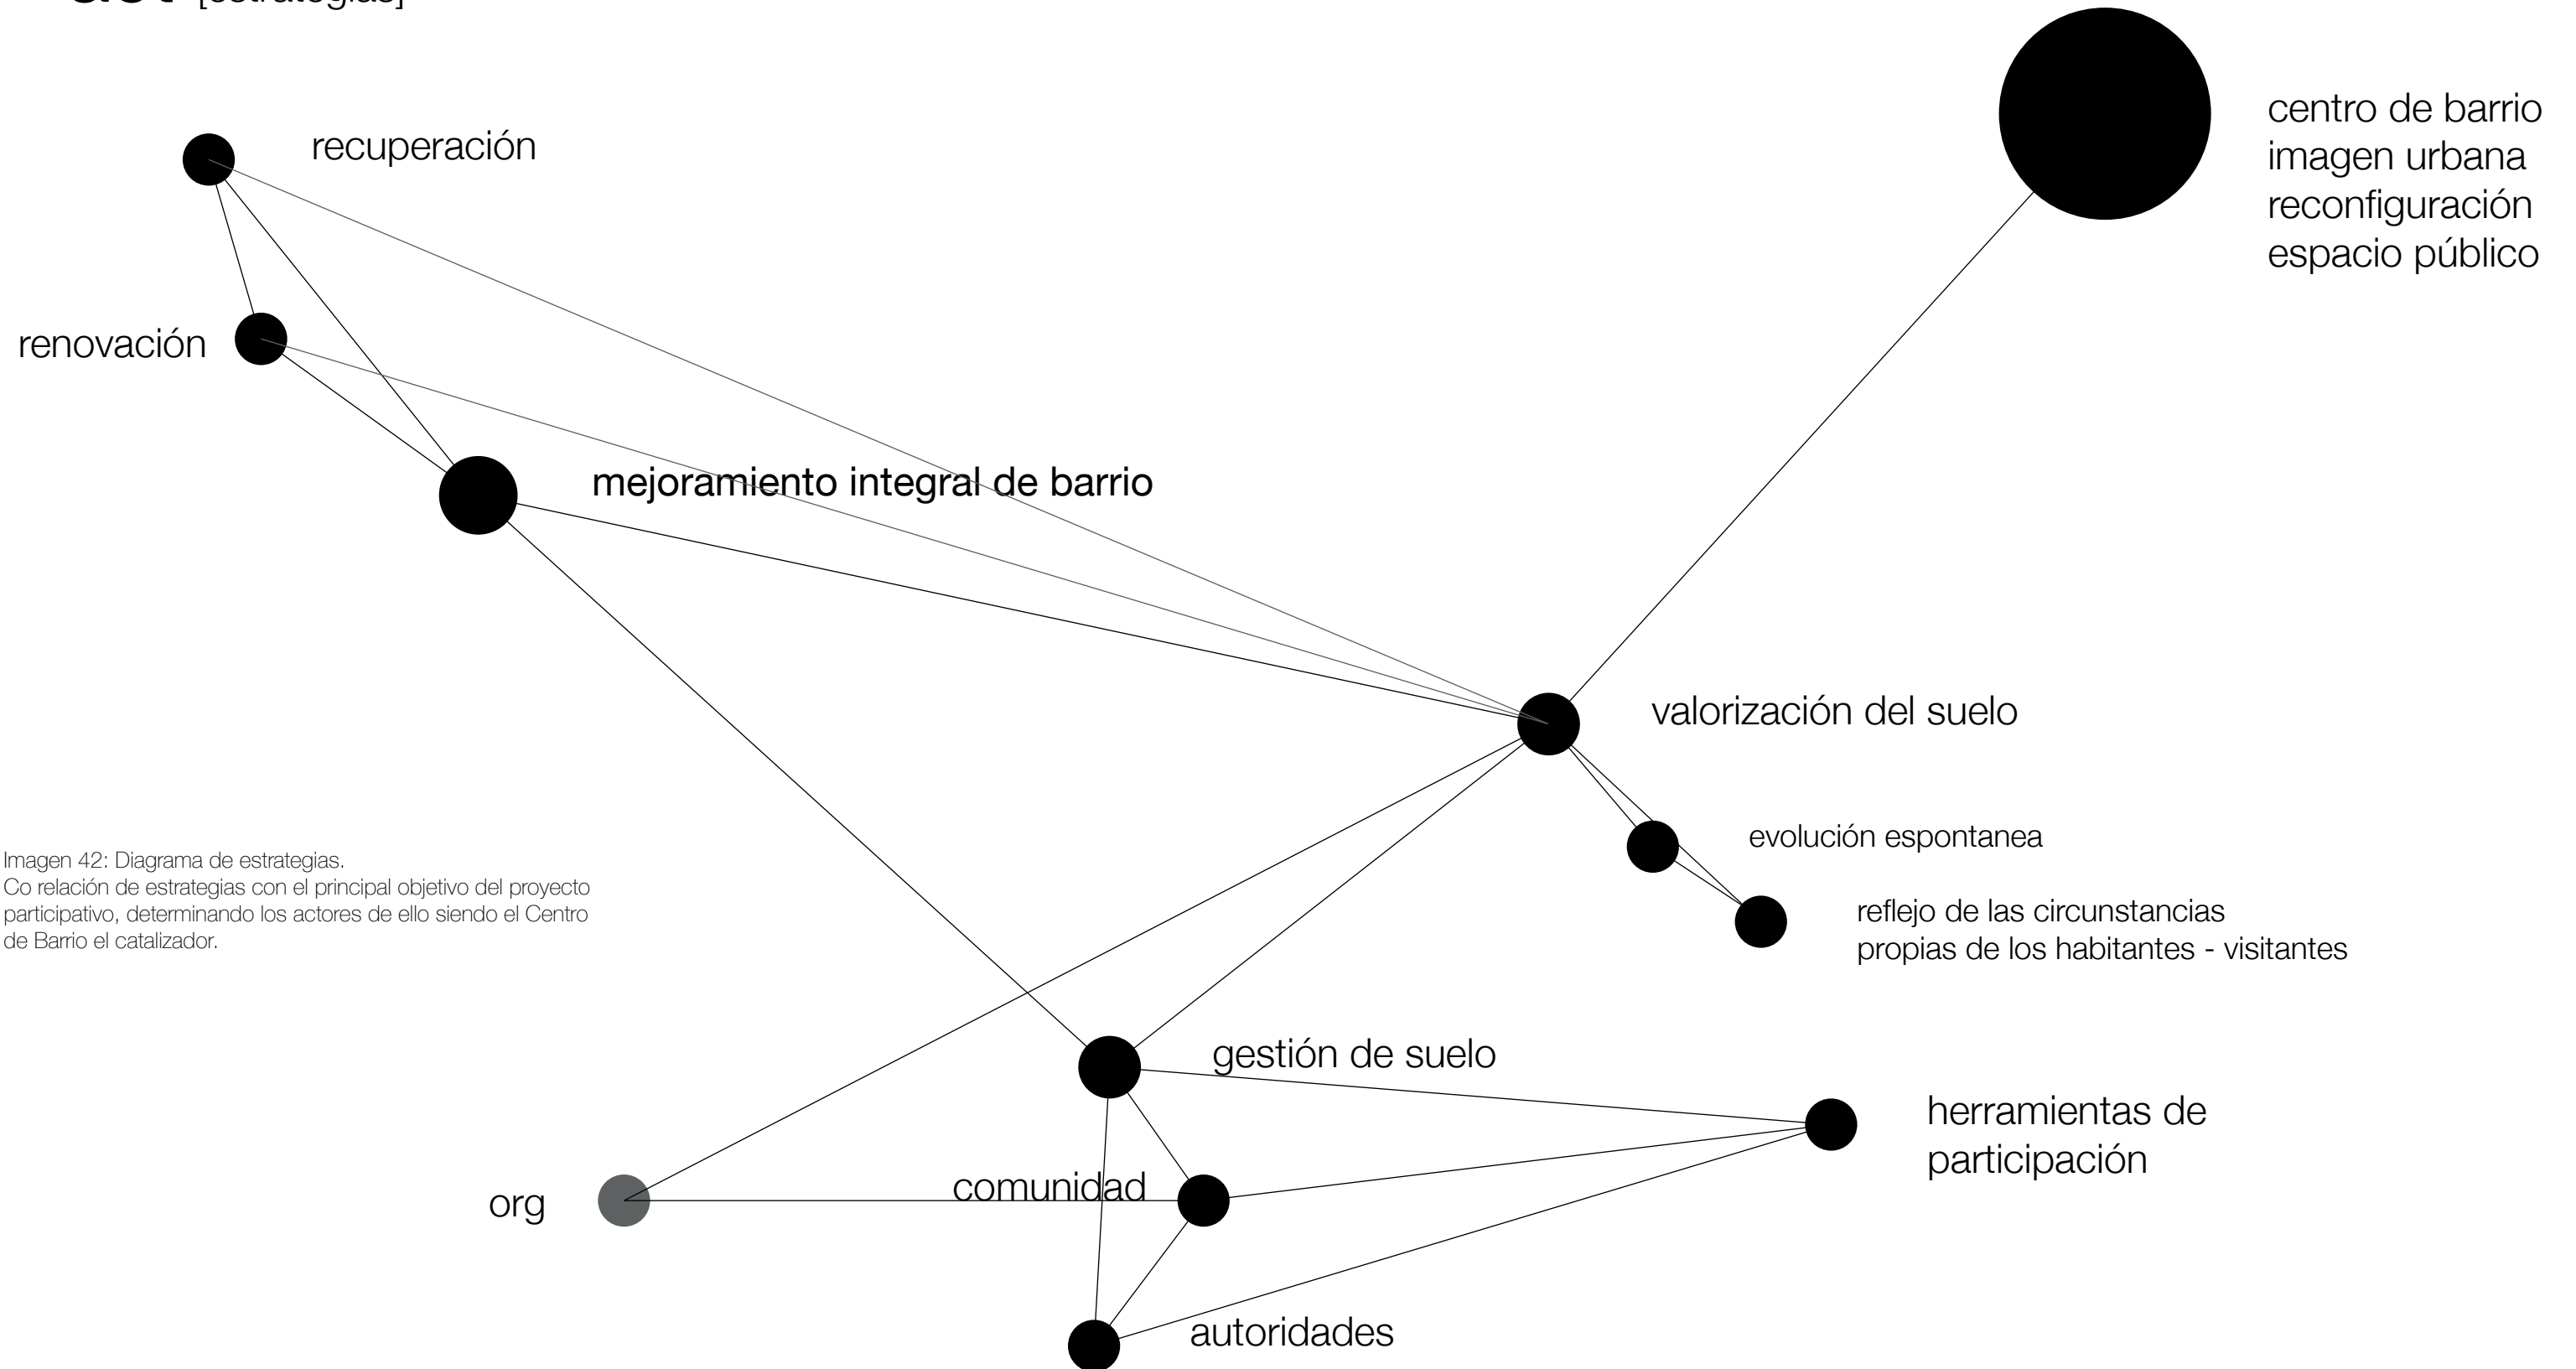 [estrategias]
recuperación
renovación
mejoramiento integral de barrio
centro de barrio
imagen urbana
reconfiguración
espacio público
valorización del suelo
evolución espontanea
reflejo de las circunstancias
propias de los habitantes - visitantes
Imagen 42: Diagrama de estrategias.
Co relación de estrategias con el principal objetivo del proyecto
participativo, determinando los actores de ello siendo el Centro
de Barrio el catalizador.
gestión de suelo
herramientas de
participación
comunidad
org
autoridades